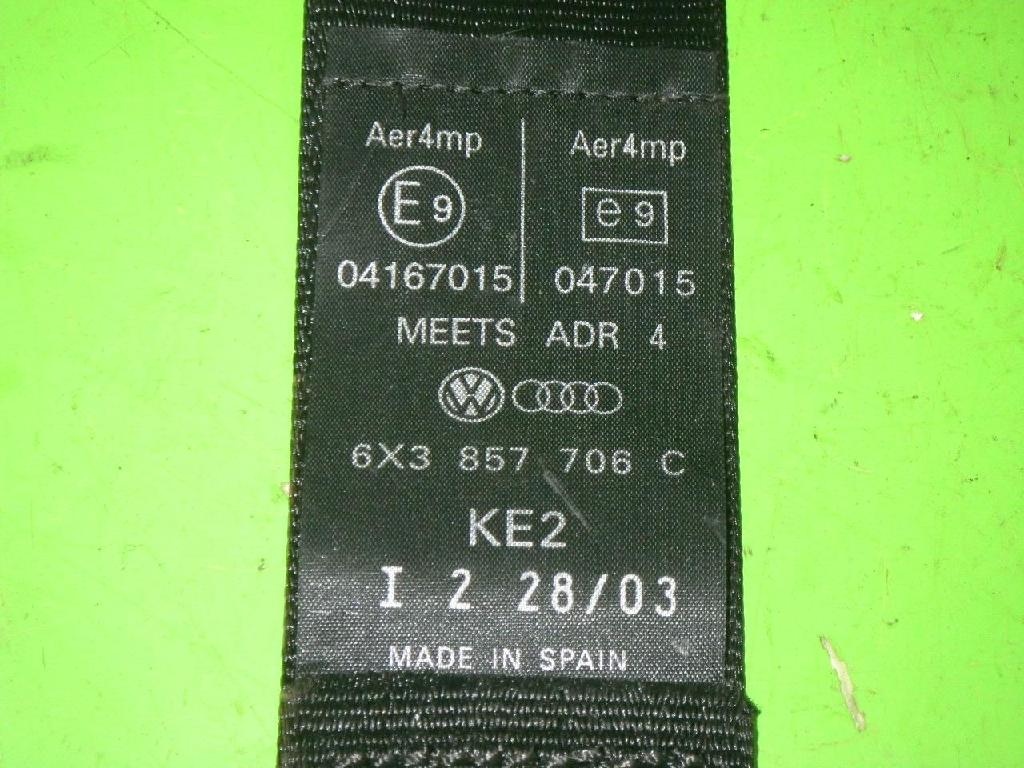 Aer4mp Aer4mp
E9 e9
04167015 047015
MEETS ADR 4
6X3 857 706 C
KE2
I 2 28/03
MADE IN SPAIN